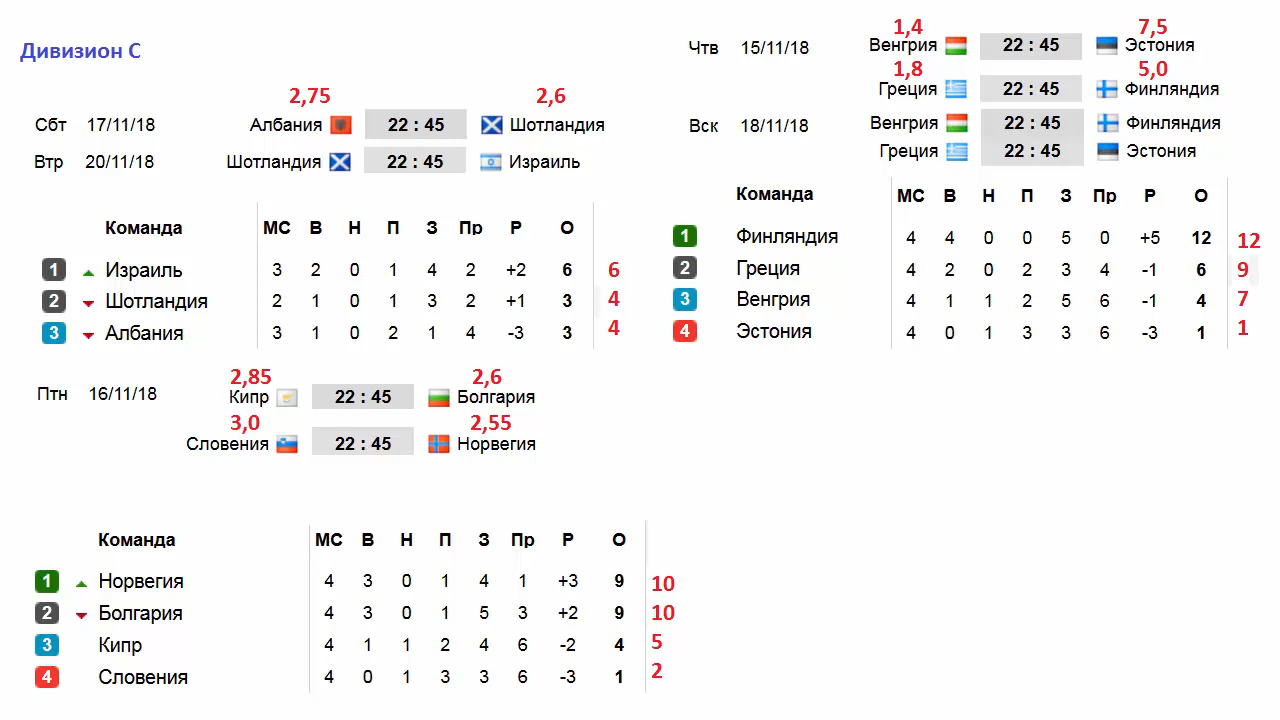 Дивизион С
2,75 2,6
Сбт 17/11/18 Албания 22 : 45 Шотландия
Втр 20/11/18 Шотландия 22 : 45 Израиль
Команда МС В Н П З Пр Р О
1 Израиль 3 2 0 1 4 2 +2 6 6
2 Шотландия 2 1 0 1 3 2 +1 3 4
3 Албания 3 1 0 2 1 4 -3 3 4
2,85 2,6
Птн 16/11/18 Кипр 22 : 45 Болгария
3,0 2,55
Словения 22 : 45 Норвегия
Команда МС В Н П З Пр Р О
1 Норвегия 4 3 0 1 4 1 +3 9 10
2 Болгария 4 3 0 1 5 3 +2 9 10
3 Кипр 4 1 1 2 4 6 -2 4 5
4 Словения 4 0 1 3 3 6 -3 1 2
1,4 7,5
Чтв 15/11/18 Венгрия 22 : 45 Эстония
1,8 5,0
Греция 22 : 45 Финляндия
Вск 18/11/18 Венгрия 22 : 45 Финляндия
Греция 22 : 45 Эстония
Команда МС В Н П З Пр Р О
1 Финляндия 4 4 0 0 5 0 +5 12 12
2 Греция 4 2 0 2 3 4 -1 6 9
3 Венгрия 4 1 1 2 5 6 -1 4 7
4 Эстония 4 0 1 3 3 6 -3 1 1